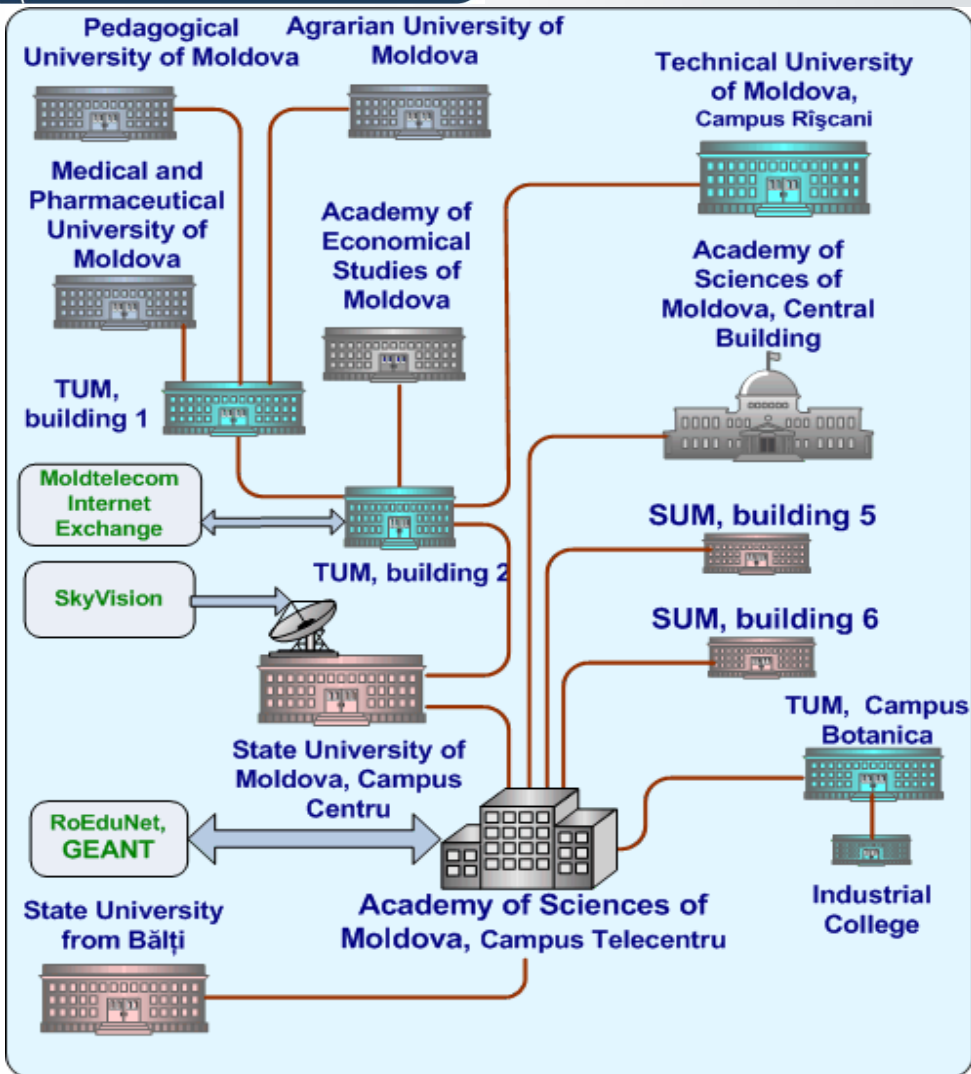 Pedagogical
University of Moldova
Agrarian University of
Moldova
Technical University
of Moldova,
Campus Rîşcani
Medical and
Pharmaceutical
University of
Moldova
Academy of
Economical
Studies of
Moldova
Academy of
Sciences of
Moldova, Central
Building
TUM,
building 1
Moldtelecom
Internet
Exchange
TUM, building 2
SUM, building 5
SkyVision
SUM, building 6
TUM, Campus
Botanica
State University of
Moldova, Campus
Centru
RoEduNet,
GEANT
Industrial
College
Academy of Sciences of
Moldova, Campus Telecentru
State University
from Bălți